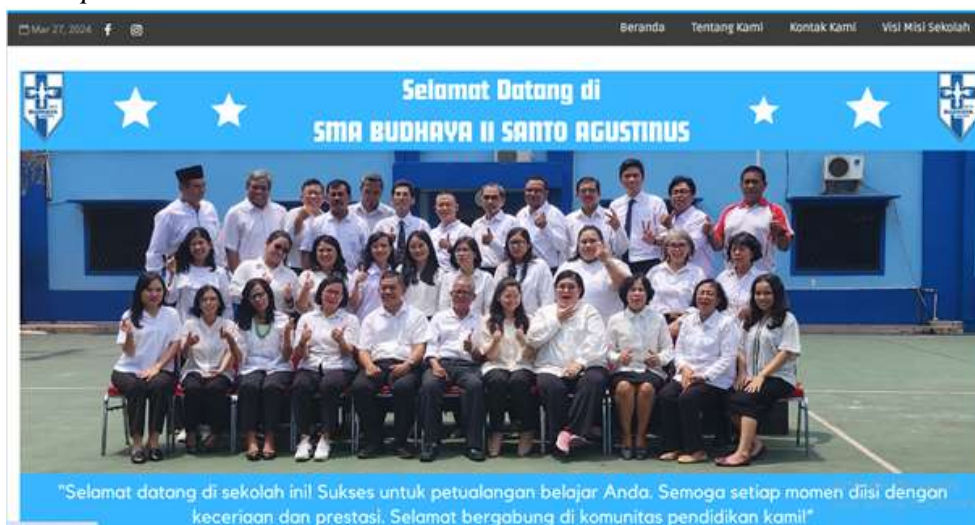 Mar 27, 2024
Beranda Tentang Kami Kontak Kami Visi Misi Sekolah
Selamat Datang di
SMA BUDHAYA II SANTO AGUSTINUS
"Selamat datang di sekolah ini! Sukses untuk petualangan belajar Anda. Semoga setiap momen diisi dengan
keceriaan dan prestasi. Selamat bergabung di komunitas pendidikan kami!"